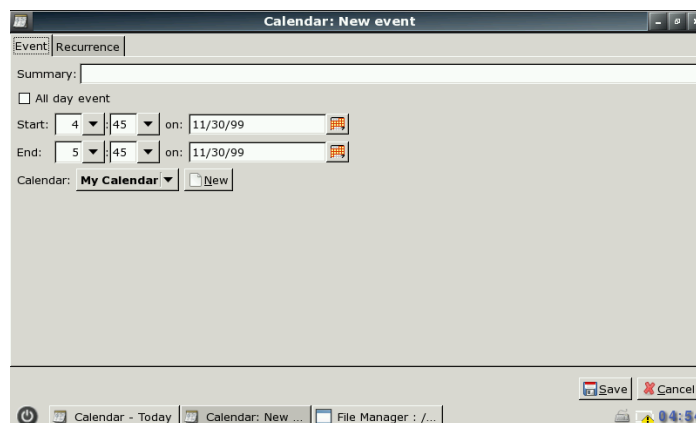 Calendar: New event
Event Recurrence
Summary:
All day event
Start: 4 : 45 on: 11/30/99
End: 5 : 45 on: 11/30/99
Calendar: My Calendar New
Save Cancel
Calendar - Today Calendar: New ... File Manager : /...